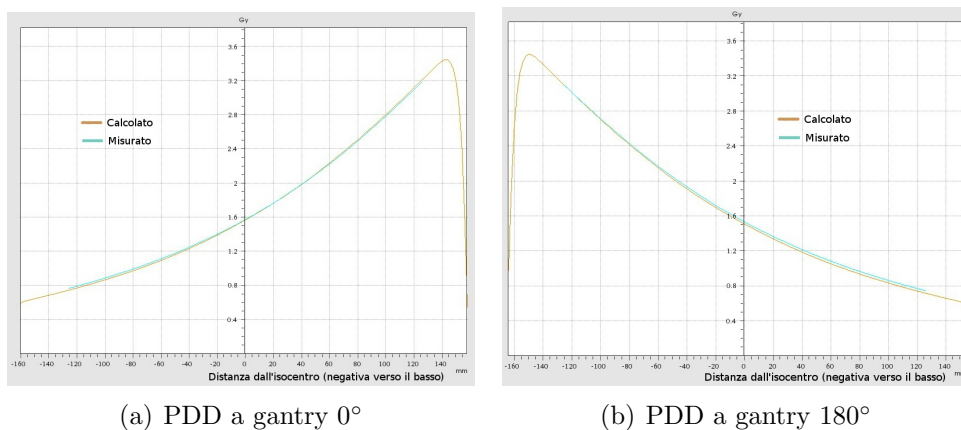 Gy
3.6
3.2
2.8
2.4
2
1.6
1.2
0.8
0.4
Calcolato
Misurato
-160 -140 -120 -100 -80 -60 -40 -20 0 20 40 60 80 100 120 140 mm
Distanza dall'isocentro (negativa verso il basso)
(a) PDD a gantry 0°
Gy
3.6
3.2
2.8
2.4
2
1.6
1.2
0.8
0.4
Calcolato
Misurato
-160 -140 -120 -100 -80 -60 -40 -20 0 20 40 60 80 100 120 140 mm
Distanza dall'isocentro (negativa verso il basso)
(b) PDD a gantry 180°